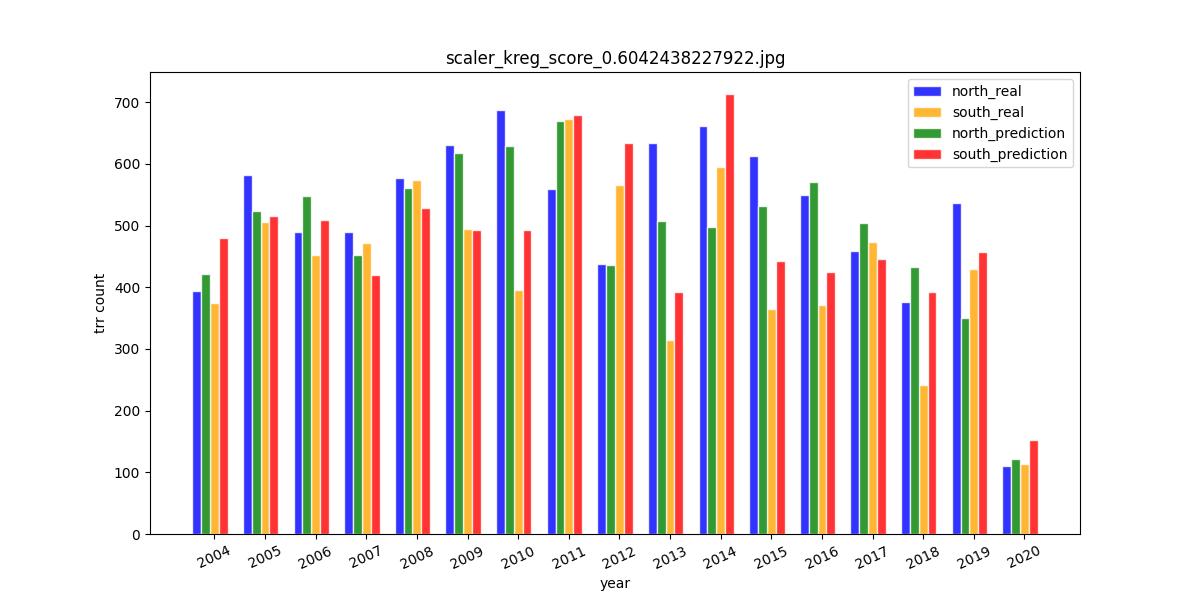 scaler_kreg_score_0.6042438227922.jpg
north_real
south_real
north_prediction
south_prediction
trr count
700
600
500
400
300
200
100
0
2004 2005 2006 2007 2008 2009 2010 2011 2012 2013 2014 2015 2016 2017 2018 2019 2020
year